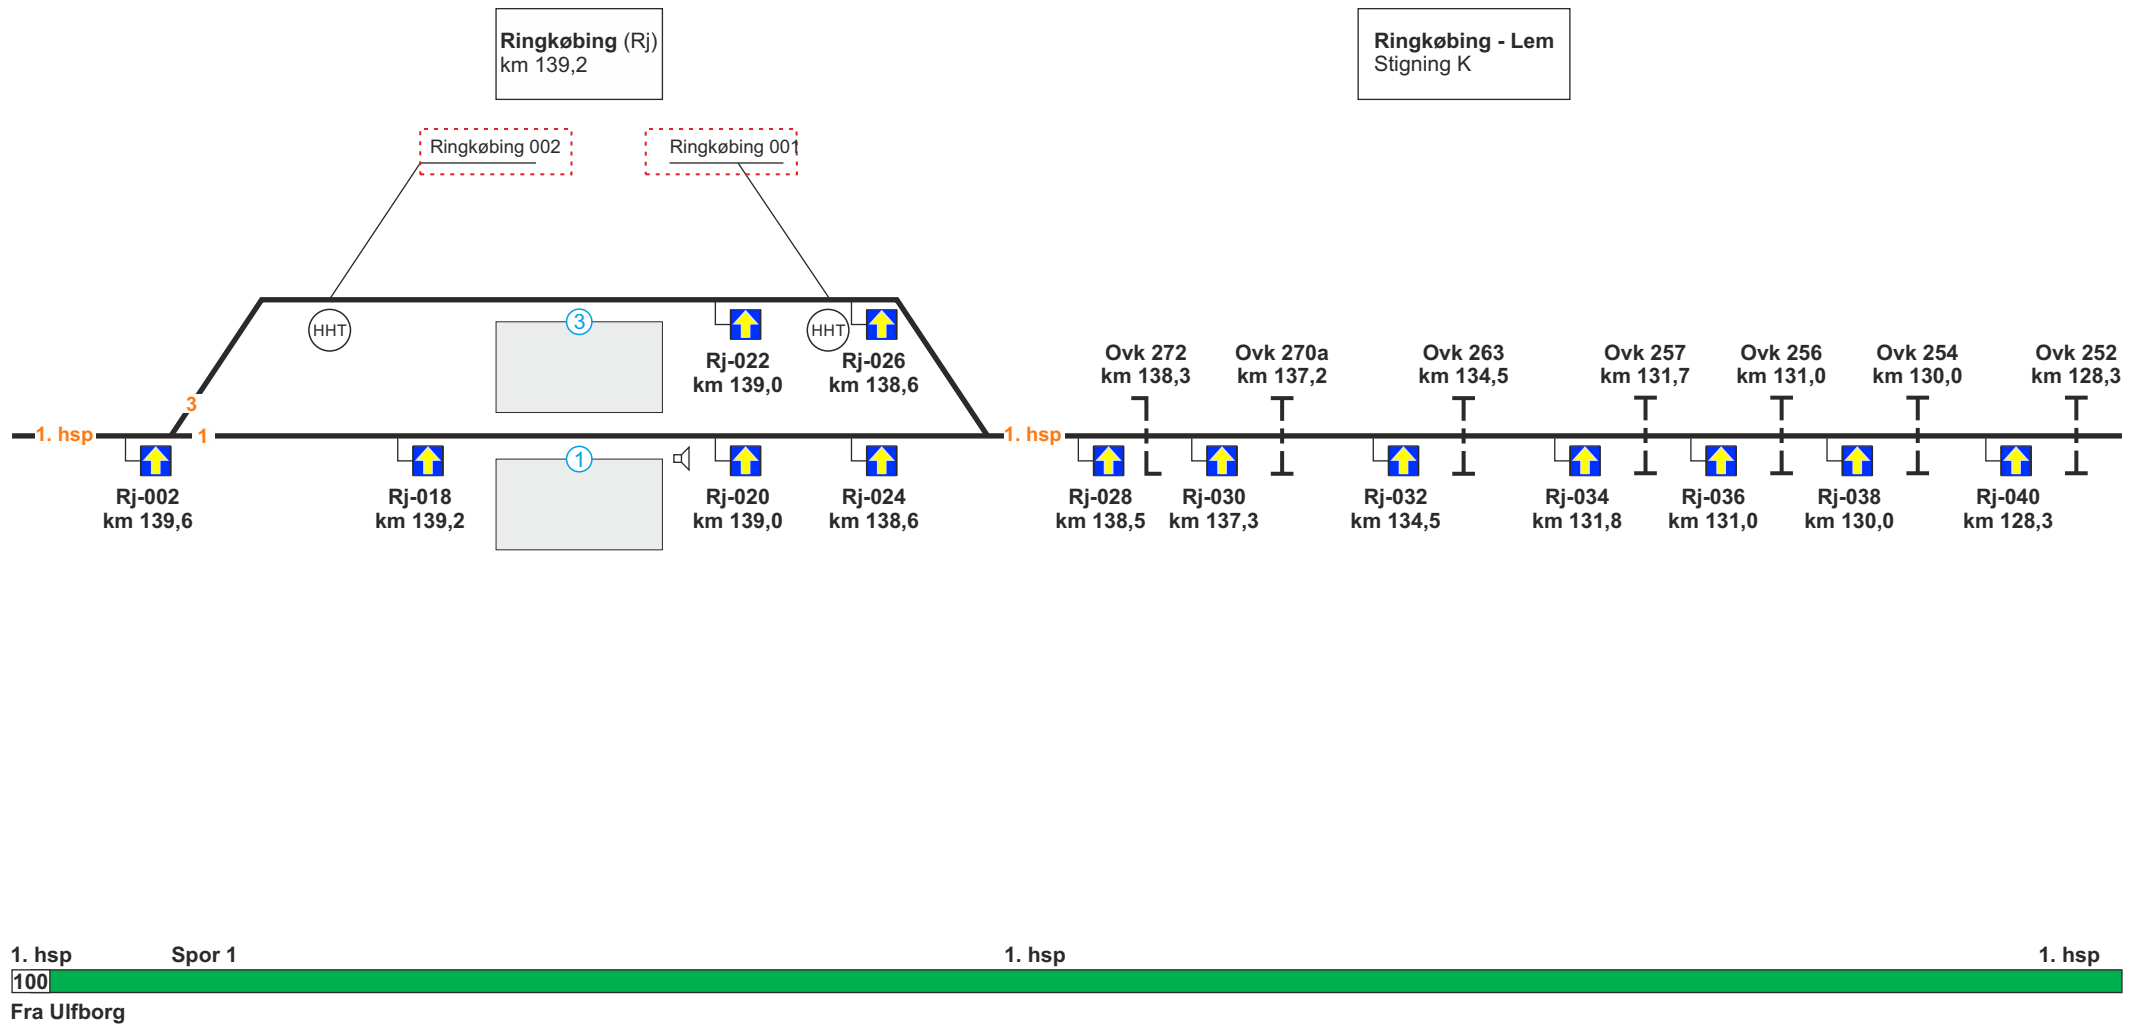 Ringkøbing (Rj)
km 139,2
Ringkøbing - Lem
Stigning K
Ringkøbing 002
Ringkøbing 001
HHT
3
HHT
Rj-022
km 139,0
Rj-026
km 138,6
Ovk 272
km 138,3
Ovk 270a
km 137,2
Ovk 263
km 134,5
Ovk 257
km 131,7
Ovk 256
km 131,0
Ovk 254
km 130,0
Ovk 252
km 128,3
3
1. hsp
1
1. hsp
1
Rj-002
km 139,6
Rj-018
km 139,2
Rj-020
km 139,0
Rj-024
km 138,6
Rj-028
km 138,5
Rj-030
km 137,3
Rj-032
km 134,5
Rj-034
km 131,8
Rj-036
km 131,0
Rj-038
km 130,0
Rj-040
km 128,3
1. hsp
Spor 1
1. hsp
1. hsp
100
Fra Ulfborg